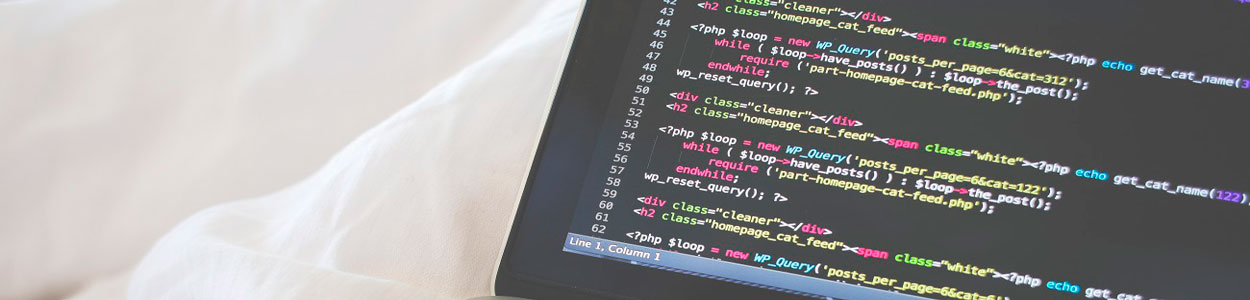 42 class="cleaner"></div>
43 <h2 class="homepage_cat_feed"><span class="white"><?php echo get_cat_name(3
44
45 <?php $loop = new WP_Query('posts_per_page=6&cat=312');
46 while ( $loop->have_posts() ) : $loop->the_post();
47 require ('part-homepage-cat-feed.php');
48 endwhile;
49 wp_reset_query(); ?>
50
51 <div class="cleaner"></div>
52 <h2 class="homepage_cat_feed"><span class="white"><?php echo get_cat_name(122)
53
54 <?php $loop = new WP_Query('posts_per_page=6&cat=122');
55 while ( $loop->have_posts() ) : $loop->the_post();
56 require ('part-homepage-cat-feed.php');
57 endwhile;
58 wp_reset_query(); ?>
59
60 <div class="cleaner"></div>
61 <h2 class="homepage_cat_feed"><span class="white"><?php echo get_cat
62
<?php $loop = new WP_Query('posts_per_page=6&cat=6
Line 1, Column 1